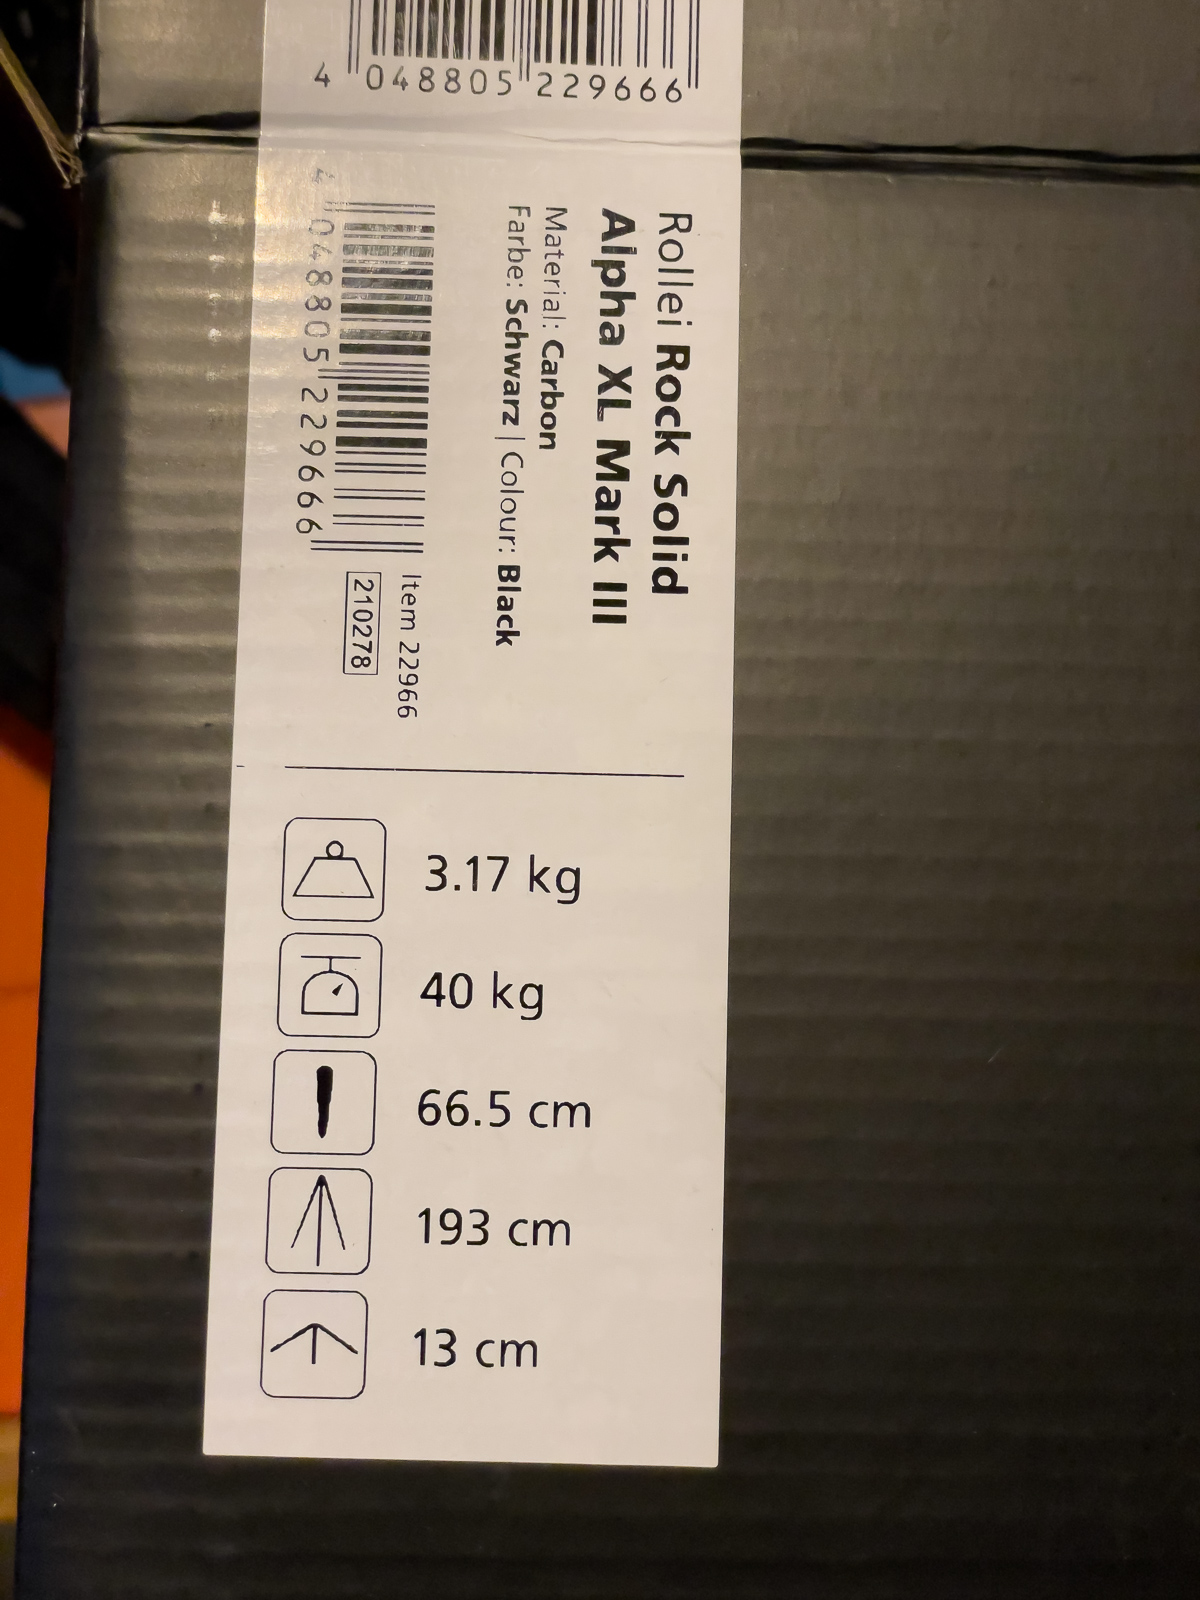 4 048805 229666
Rollei Rock Solid
Alpha XL Mark III
Material: Carbon
Farbe: Schwarz | Colour: Black
4 048805 229666
Item 22966
210278
3.17 kg
40 kg
66.5 cm
193 cm
13 cm